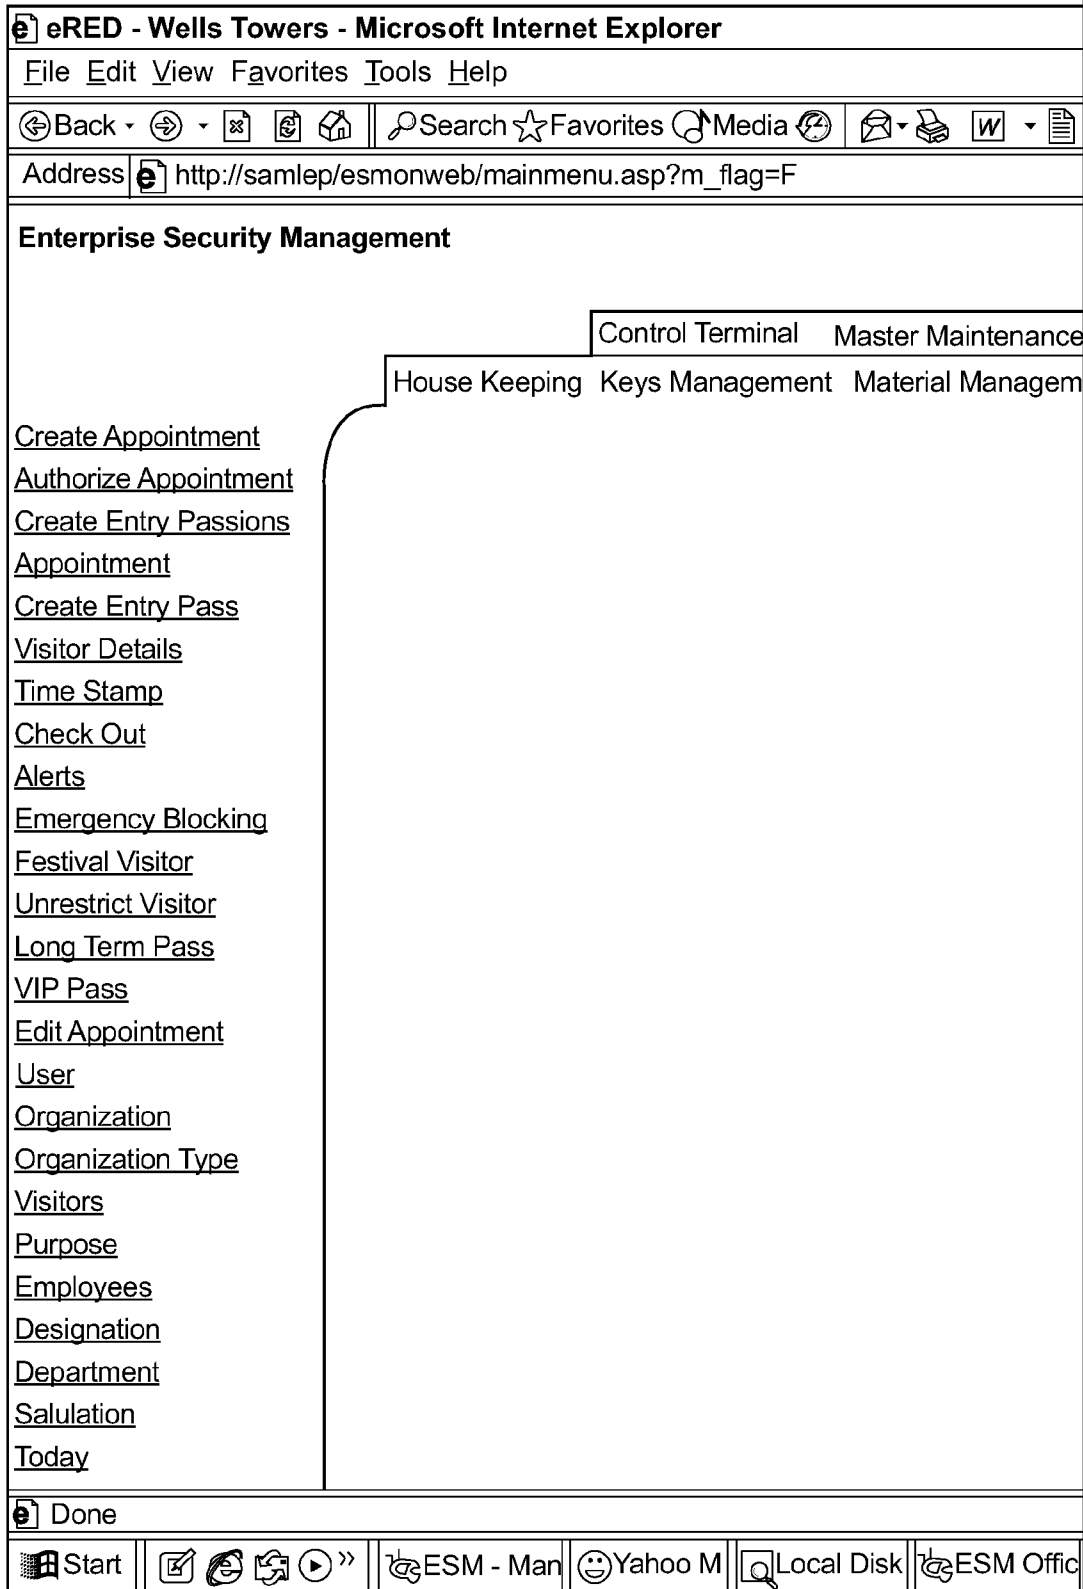 eRED - Wells Towers - Microsoft Internet Explorer
File Edit View Favorites Tools Help
Back Search Favorites Media W
Address http://samlep/esmonweb/mainmenu.asp?m_flag=F
Enterprise Security Management
Control Terminal Master Maintenance
House Keeping Keys Management Material Managem
Create Appointment
Authorize Appointment
Create Entry Passions
Appointment
Create Entry Pass
Visitor Details
Time Stamp
Check Out
Alerts
Emergency Blocking
Festival Visitor
Unrestrict Visitor
Long Term Pass
VIP Pass
Edit Appointment
User
Organization
Organization Type
Visitors
Purpose
Employees
Designation
Department
Salulation
Today
Done
Start » ESM - Man Yahoo M Local Disk ESM Offic